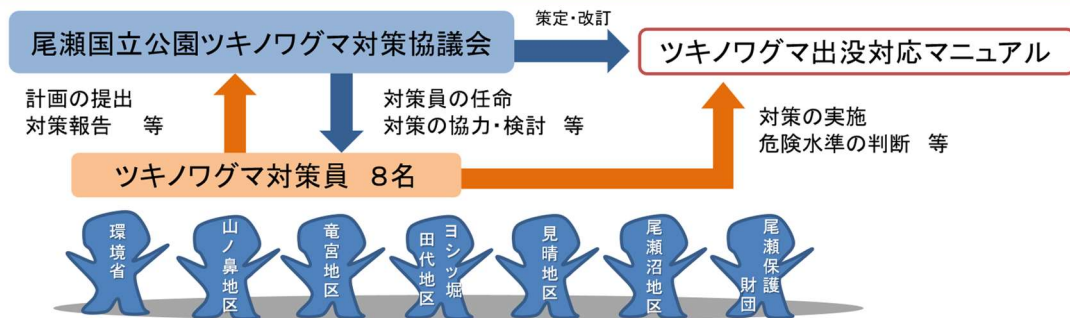 策定・改訂
尾瀬国立公園ツキノワグマ対策協議会
ツキノワグマ出没対応マニュアル
計画の提出
対策報告　等
対策員の任命
対策の協力・検討　等
対策の実施
危険水準の判断　等
ツキノワグマ対策員　8名
環境省
山ノ鼻地区
竜宮地区
ヨシッ堀
田代地区
見晴地区
尾瀬沼地区
尾瀬保護
財団